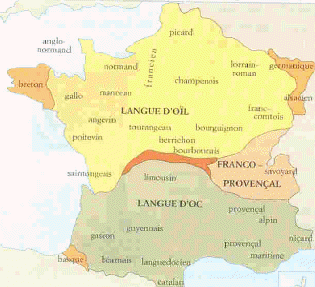 picard
anglo-
normand
normand
francien
lorrain-
roman
germanique
champenois
breton
gallo
manceau
alsacien
LANGUE D'OÏL
franc-
comtois
angevin
tourangeau
bourguignon
poitevin
berrichon
bourbonnais
saintongeais
FRANCO –
PROVENÇAL
savoyard
limousin
LANGUE D'OC
provençal
alpin
gascon
guyennais
nicard
provençal
maritime
basque
béarnais
languedocien
catalan